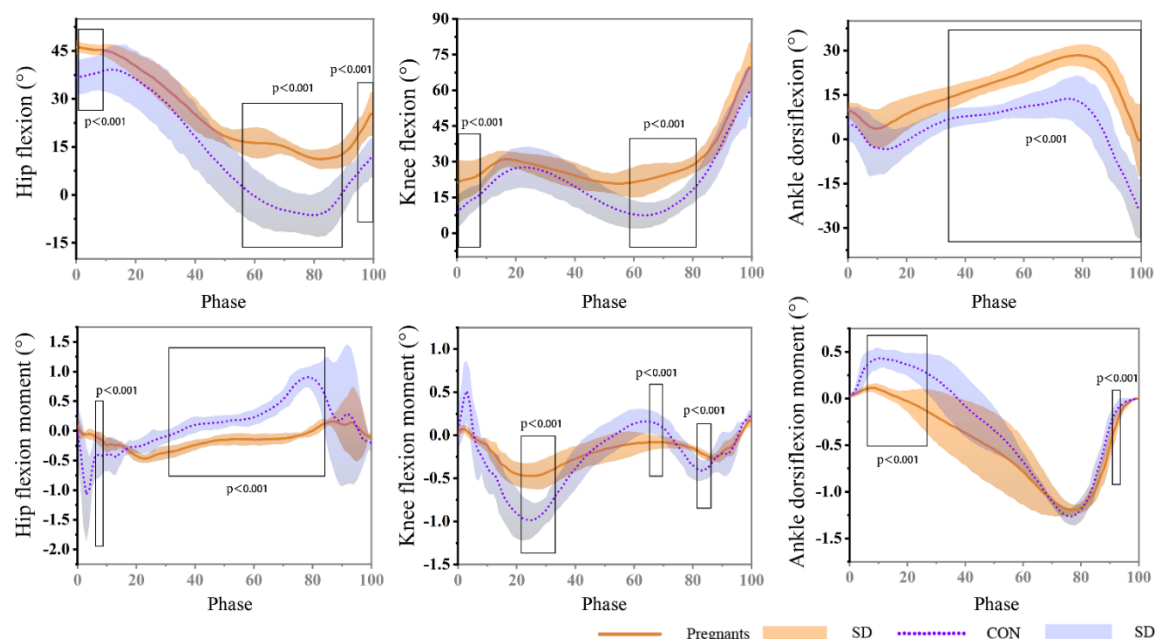 Hip flexion (°)
45
30
15
0
-15
p＜0.001
p＜0.001
p＜0.001
0 20 40 60 80 100
Phase
Knee flexion (°)
90
75
60
45
30
15
0
p＜0.001
p＜0.001
0 20 40 60 80 100
Phase
Ankle dorsiflexion (°)
30
15
0
-15
-30
p＜0.001
0 20 40 60 80 100
Phase
Hip flexion moment (°)
1.5
1.0
0.5
0.0
-0.5
-1.0
-1.5
-2.0
p＜0.001
p＜0.001
0 20 40 60 80 100
Phase
Knee flexion moment (°)
1.0
0.5
0.0
-0.5
-1.0
-1.5
p＜0.001
p＜0.001
p＜0.001
0 20 40 60 80 100
Phase
Ankle dorsiflexion moment (°)
0.5
0.0
-0.5
-1.0
-1.5
p＜0.001
p＜0.001
0 20 40 60 80 100
Phase
Pregnants SD CON SD